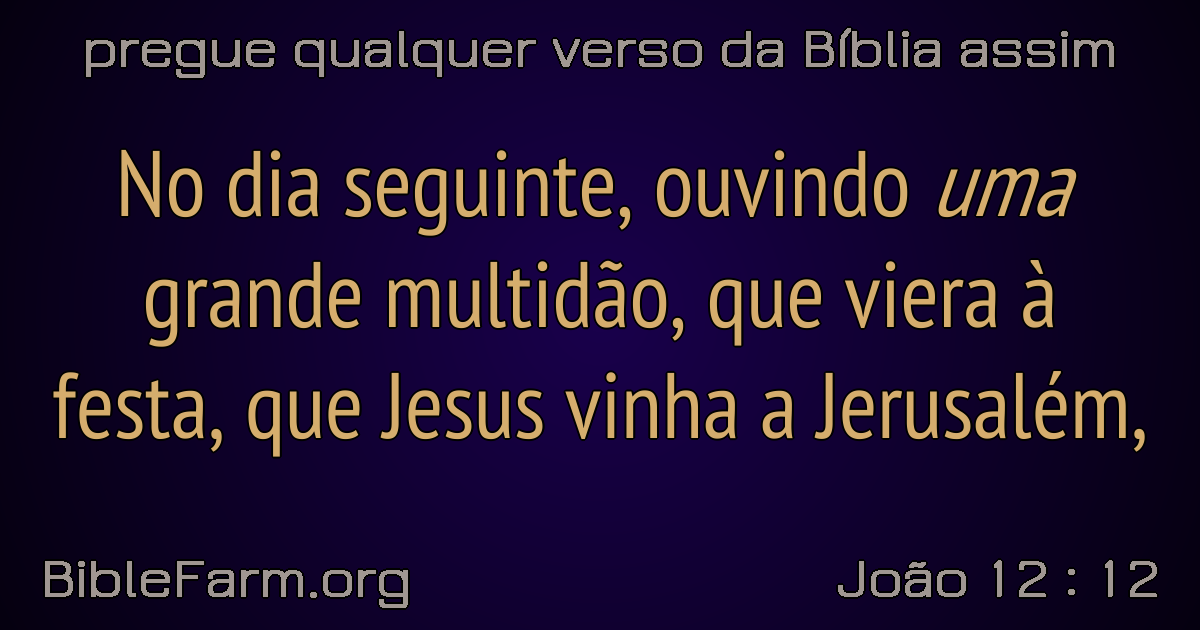 pregue qualquer verso da Bíblia assim
No dia seguinte, ouvindo uma
grande multidão, que viera à
festa, que Jesus vinha a Jerusalém,
BibleFarm.org
João 12 : 12